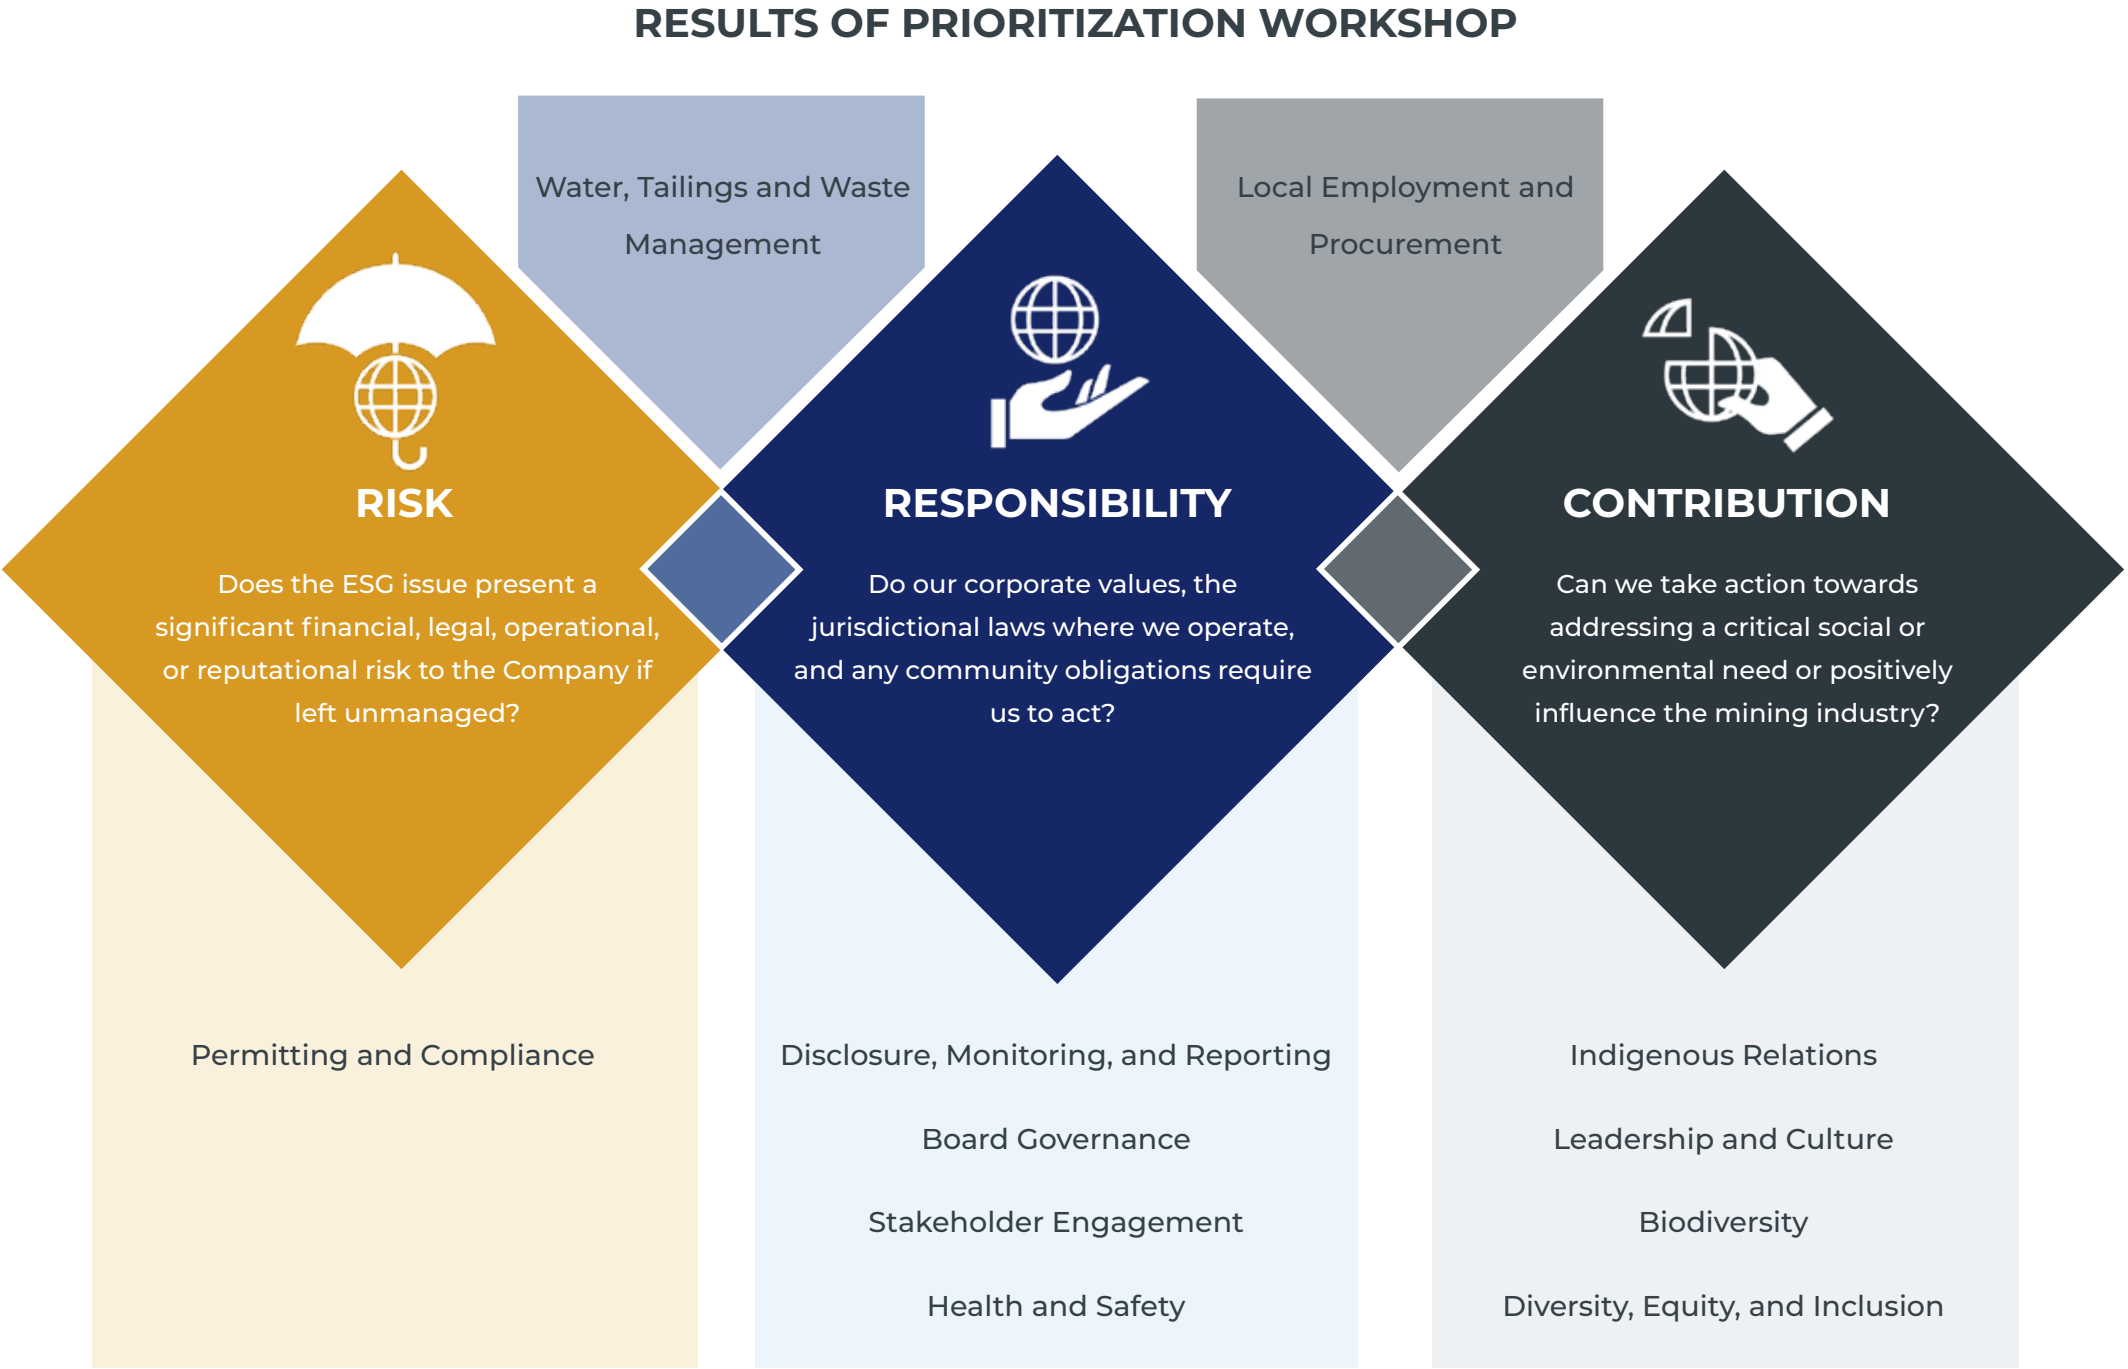 RESULTS OF PRIORITIZATION WORKSHOP
Water, Tailings and Waste
Management
Local Employment and
Procurement
RISK
Does the ESG issue present a
significant financial, legal, operational,
or reputational risk to the Company if
left unmanaged?
RESPONSIBILITY
Do our corporate values, the
jurisdictional laws where we operate,
and any community obligations require
us to act?
CONTRIBUTION
Can we take action towards
addressing a critical social or
environmental need or positively
influence the mining industry?
Permitting and Compliance
Disclosure, Monitoring, and Reporting
Board Governance
Stakeholder Engagement
Health and Safety
Indigenous Relations
Leadership and Culture
Biodiversity
Diversity, Equity, and Inclusion